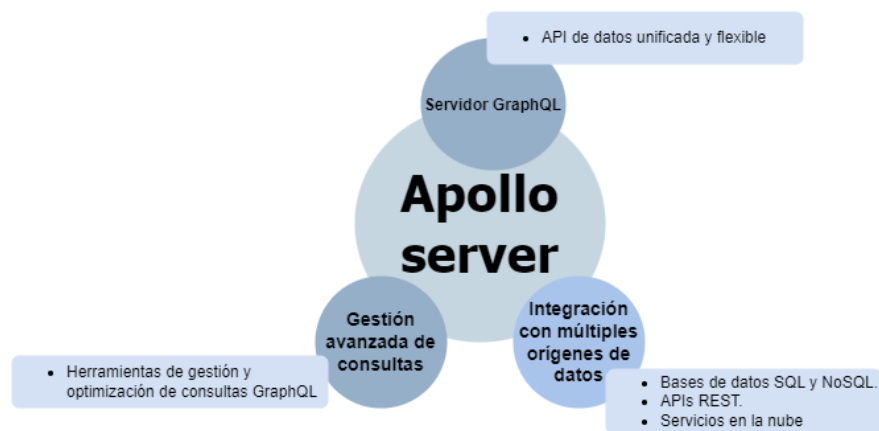 • API de datos unificada y flexible
Servidor GraphQL
Apollo
server
Gestión
avanzada de
consultas
• Herramientas de gestión y
optimización de consultas GraphQL
Integración
con múltiples
orígenes de
datos
• Bases de datos SQL y NoSQL.
• APIs REST.
• Servicios en la nube